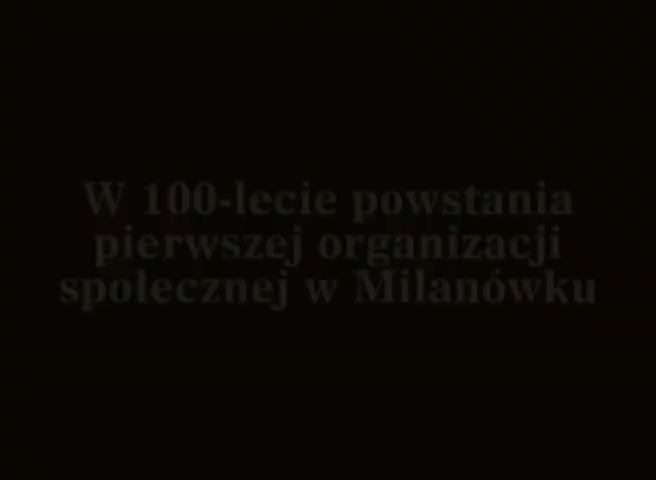 W 100-lecie powstania
pierwszej organizacji
społecznej w Milanówku